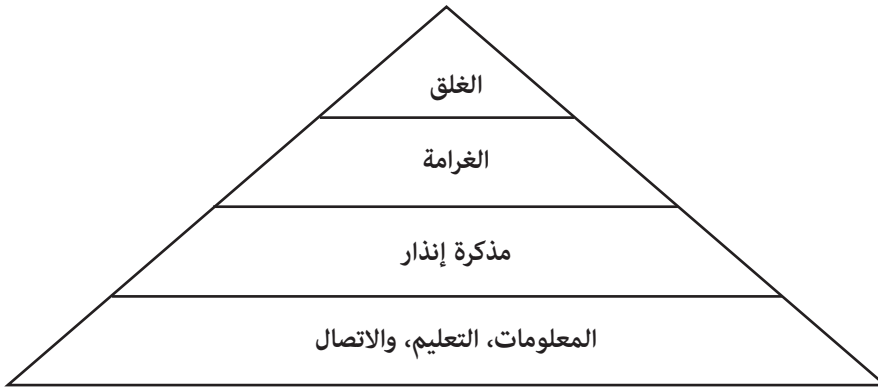 الغلق
الغرامة
مذكرة إنذار
المعلومات، التعليم، والاتصال